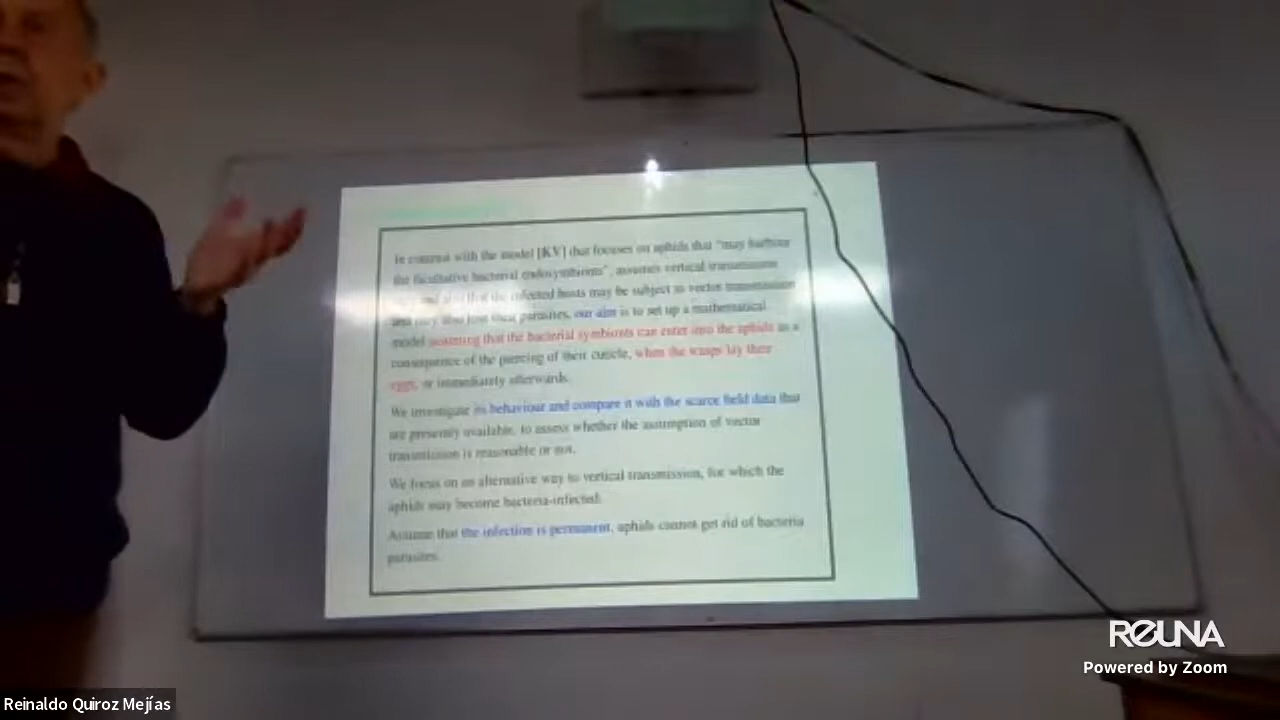 In contrast with the model [KV] that focuses on aphids that "may harbour
the facultative bacterial endosymbionts", assumes vertical transmission
and also that the infected hosts may be subject to vector transmission
and may also lose their parasites, our aim is to set up a mathematical
model assuming that the bacterial symbionts can enter into the aphids as a
consequence of the piercing of their cuticle, when the wasps lay their
eggs, or immediately afterwards.
We investigate its behaviour and compare it with the scarce field data that
are presently available, to assess whether the assumption of vector
transmission is reasonable or not.
We focus on an alternative way to vertical transmission, for which the
aphids may become bacteria-infected.
Assume that the infection is permanent, aphids cannot get rid of bacteria
parasites.
REUNA
Powered by Zoom
Reinaldo Quiroz Mejías